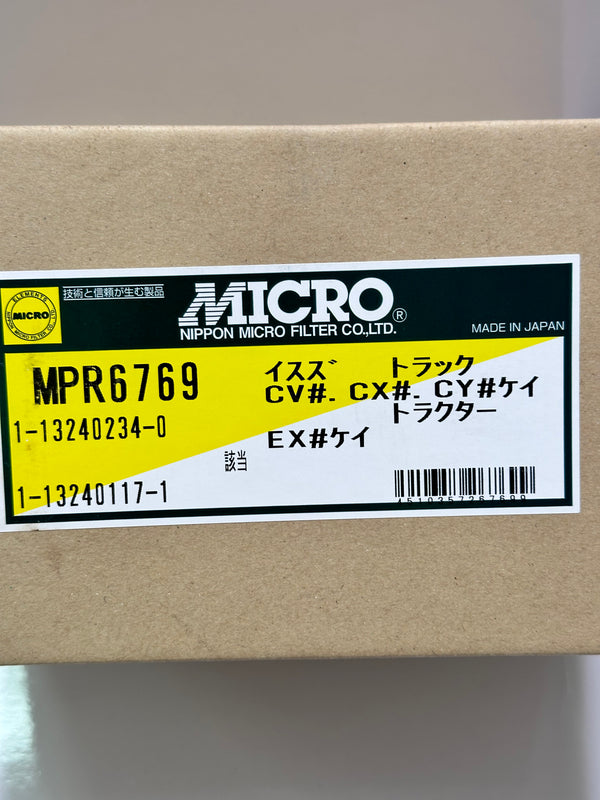 ELEMENTS
MICRO
NIPPON MICRO FILTER CO.,LTD.
技術と信頼が生む製品
MICRO®
NIPPON MICRO FILTER CO.,LTD.
MADE IN JAPAN
MPR6769
イスズ トラック
CV#. CX#. CY#ケイ
トラクター
1-13240234-0
EX#ケイ
該当
1-13240117-1
4510357267699